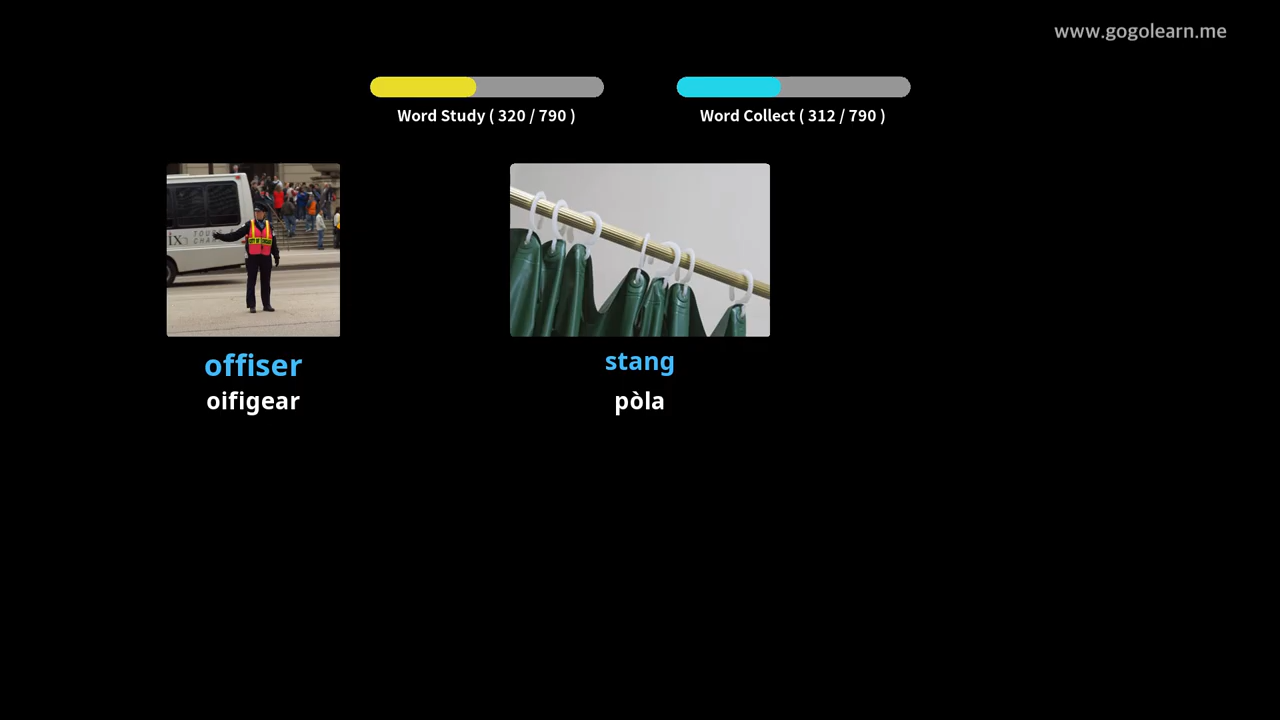 www.gogolearn.me
Word Study ( 320 / 790 )
Word Collect ( 312 / 790 )
offiser
oifigear
stang
pòla